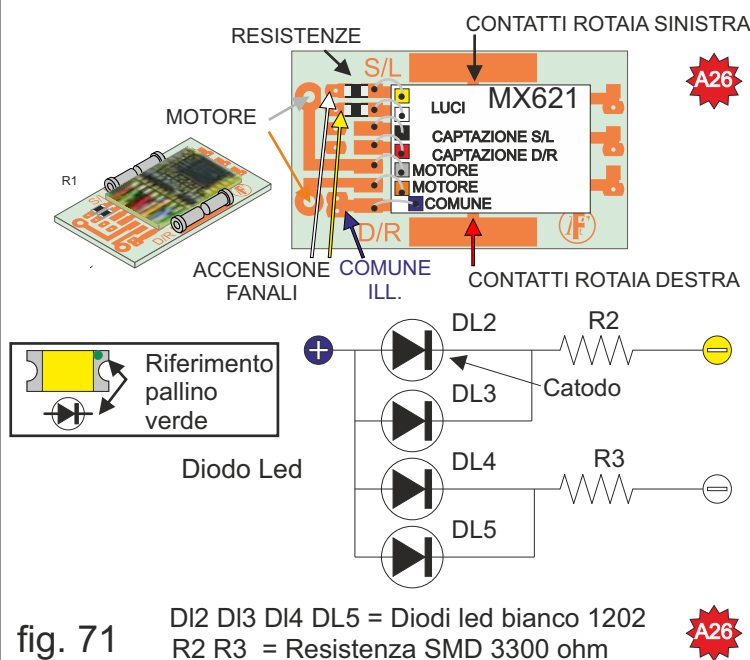 CONTATTI ROTAIA SINISTRA
RESISTENZE
A26
S/L
MX621
LUCI
MOTORE
CAPTAZIONE S/L
CAPTAZIONE D/R
MOTORE
MOTORE
COMUNE
R1
S/L
D/R
D/R
F
ACCENSIONE
FANALI
COMUNE
ILL.
CONTATTI ROTAIA DESTRA
DL2
R2
+
−
Riferimento
pallino
verde
Catodo
DL3
Diodo Led
DL4
R3
−
DL5
fig. 71
Dl2 Dl3 Dl4 DL5 = Diodi led bianco 1202
R2 R3 = Resistenza SMD 3300 ohm
A26